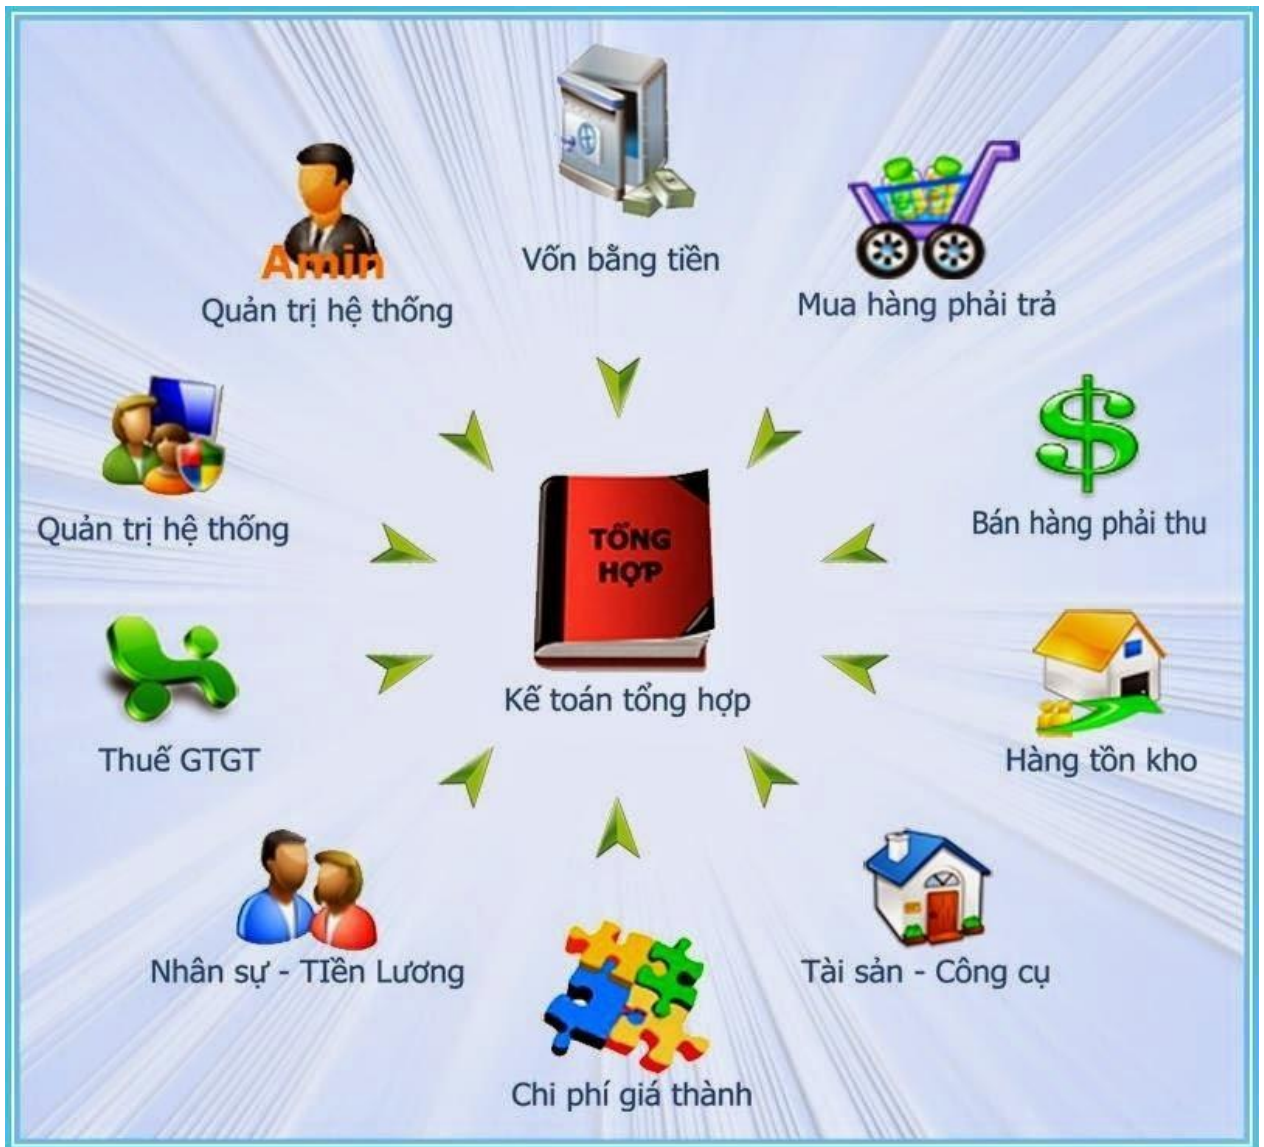 Vốn bằng tiền
Amin
Quản trị hệ thống
Mua hàng phải trả
Quản trị hệ thống
Bán hàng phải thu
TỔNG
HỢP
Kế toán tổng hợp
Thuế GTGT
Hàng tồn kho
Nhân sự - TIền Lương
Tài sản - Công cụ
Chi phí giá thành